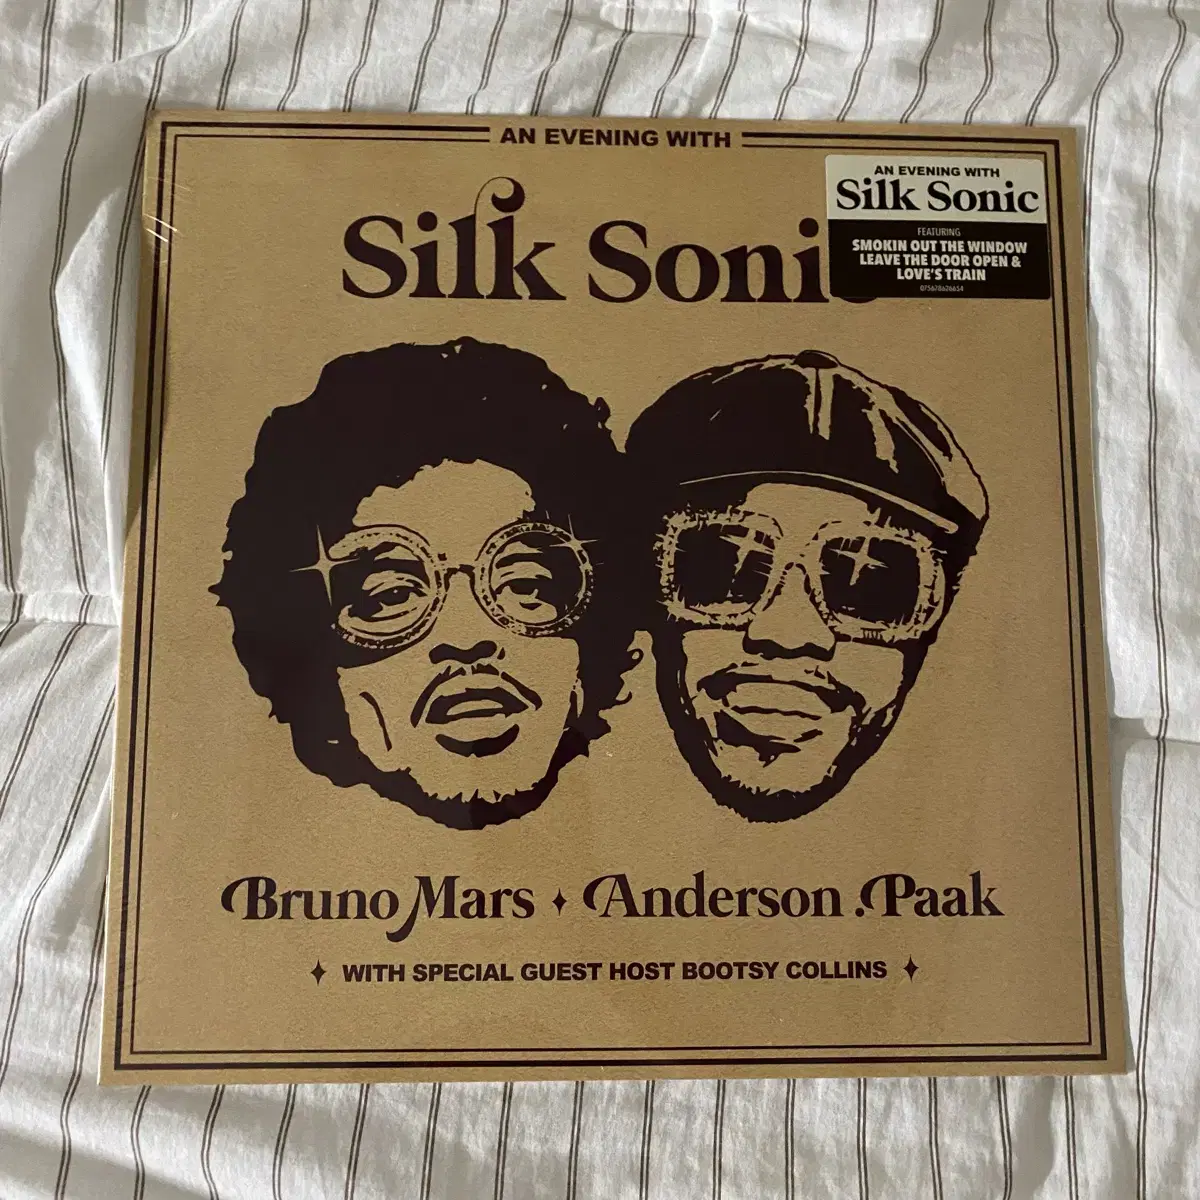 AN EVENING WITH
Silk Sonic
AN EVENING WITH
Silk Sonic
FEATURING
SMOKIN OUT THE WINDOW
LEAVE THE DOOR OPEN &
LOVE'S TRAIN
075678626654
Bruno Mars ✦ Anderson .Paak
✦ WITH SPECIAL GUEST HOST BOOTSY COLLINS ✦